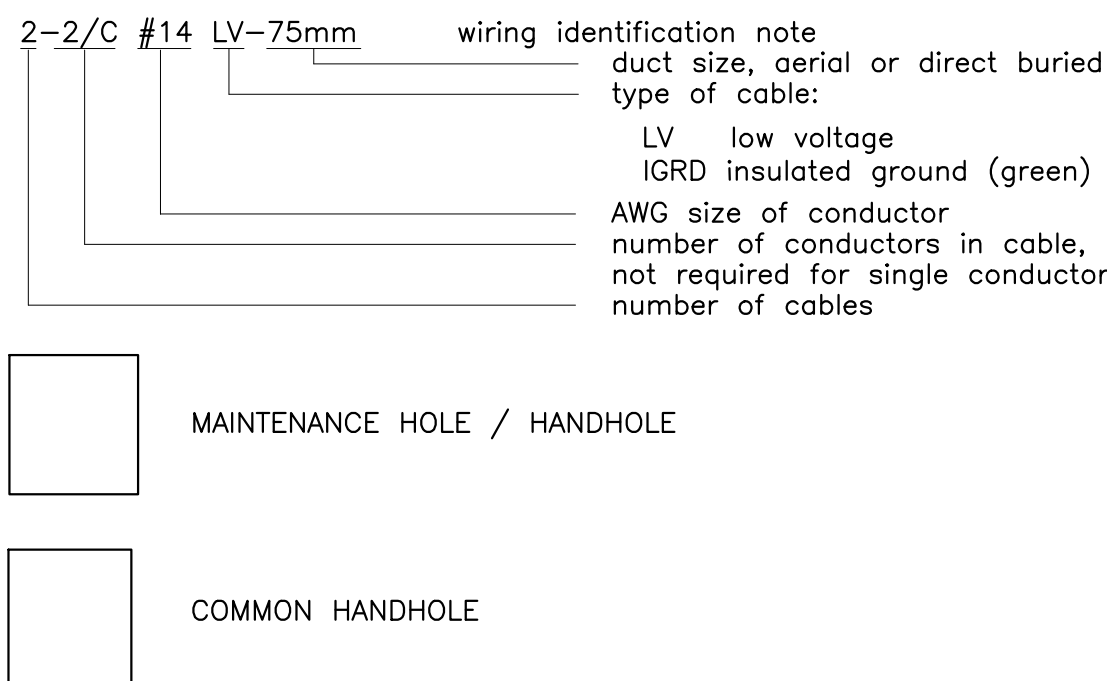 2-2/C #14 LV-75mm wiring identification note
duct size, aerial or direct buried
type of cable:
LV low voltage
IGRD insulated ground (green)
AWG size of conductor
number of conductors in cable,
not required for single conductor
number of cables
MAINTENANCE HOLE / HANDHOLE
COMMON HANDHOLE